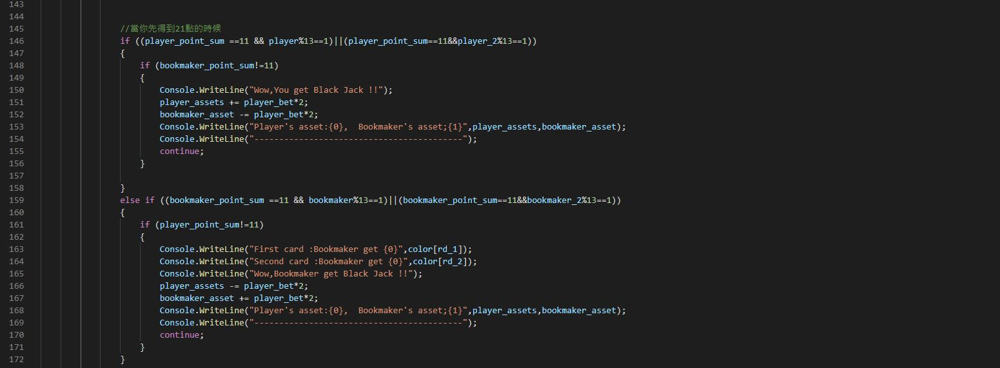 143
144
145 //當你先得到21點的時候
146 if ((player_point_sum ==11 && player%13==1)||(player_point_sum==11&&player_2%13==1))
147 {
148 if (bookmaker_point_sum!=11)
149 {
150 Console.WriteLine("Wow,You get Black Jack !!");
151 player_assets += player_bet*2;
152 bookmaker_asset -= player_bet*2;
153 Console.WriteLine("Player's asset:{0},  Bookmaker's asset;{1}",player_assets,bookmaker_asset);
154 Console.WriteLine("------------------------------------------");
155 continue;
156 }
157
158 }
159 else if ((bookmaker_point_sum ==11 && bookmaker%13==1)||(bookmaker_point_sum==11&&bookmaker_2%13==1))
160 {
161 if (player_point_sum!=11)
162 {
163 Console.WriteLine("First card :Bookmaker get {0}",color[rd_1]);
164 Console.WriteLine("Second card :Bookmaker get {0}",color[rd_2]);
165 Console.WriteLine("Wow,Bookmaker get Black Jack !!");
166 player_assets -= player_bet*2;
167 bookmaker_asset += player_bet*2;
168 Console.WriteLine("Player's asset:{0},  Bookmaker's asset;{1}",player_assets,bookmaker_asset);
169 Console.WriteLine("------------------------------------------");
170 continue;
171 }
172 }